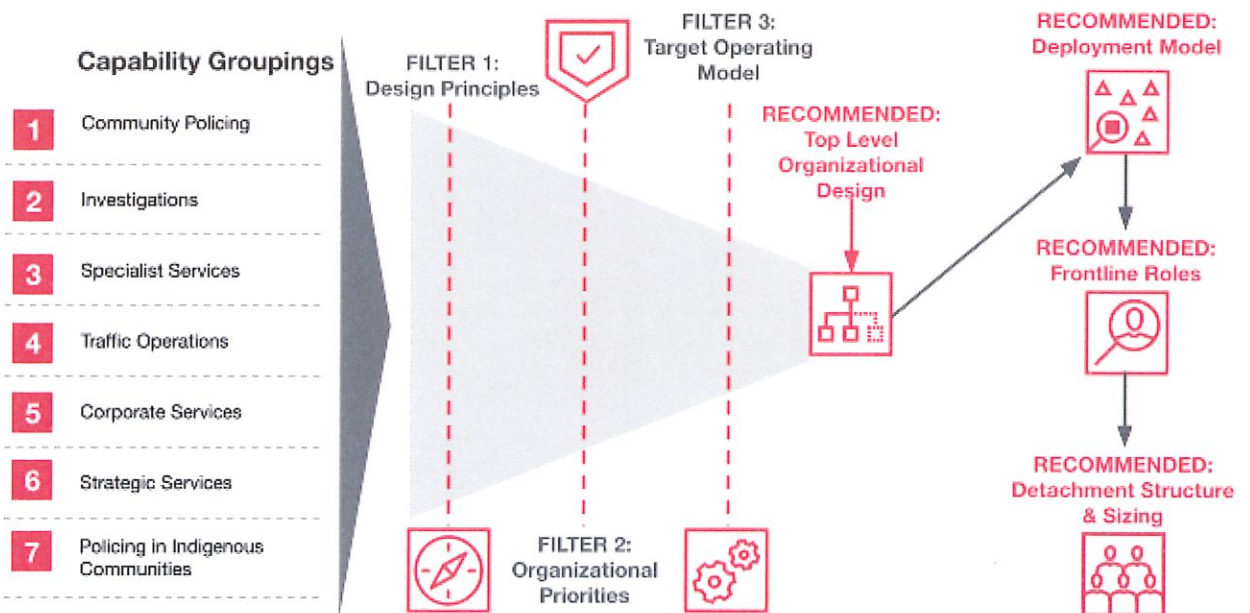 Capability Groupings
1
Community Policing
2
Investigations
3
Specialist Services
4
Traffic Operations
5
Corporate Services
6
Strategic Services
7
Policing in Indigenous
Communities
FILTER 1:
Design Principles
FILTER 2:
Organizational
Priorities
FILTER 3:
Target Operating
Model
RECOMMENDED:
Top Level
Organizational
Design
RECOMMENDED:
Deployment Model
RECOMMENDED:
Frontline Roles
RECOMMENDED:
Detachment Structure
& Sizing